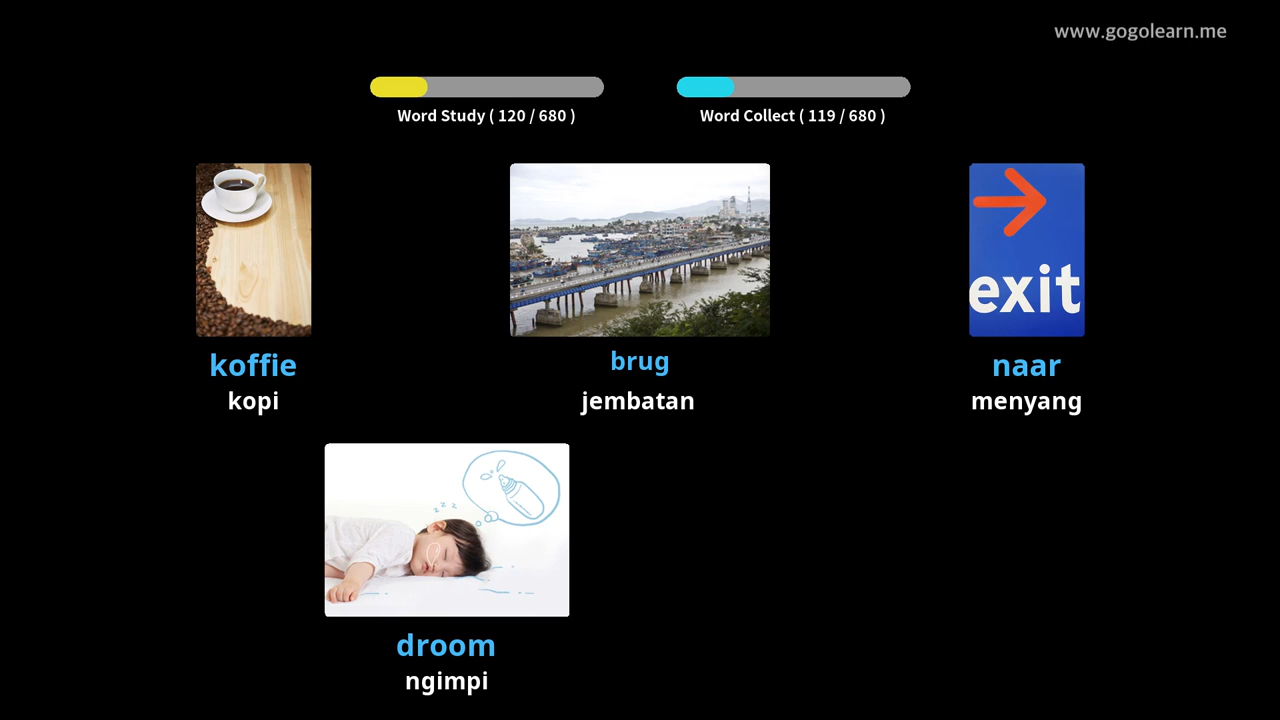 www.gogolearn.me
Word Study ( 120 / 680 )
Word Collect ( 119 / 680 )
exit
koffie
kopi
brug
jembatan
naar
menyang
z z z
droom
ngimpi